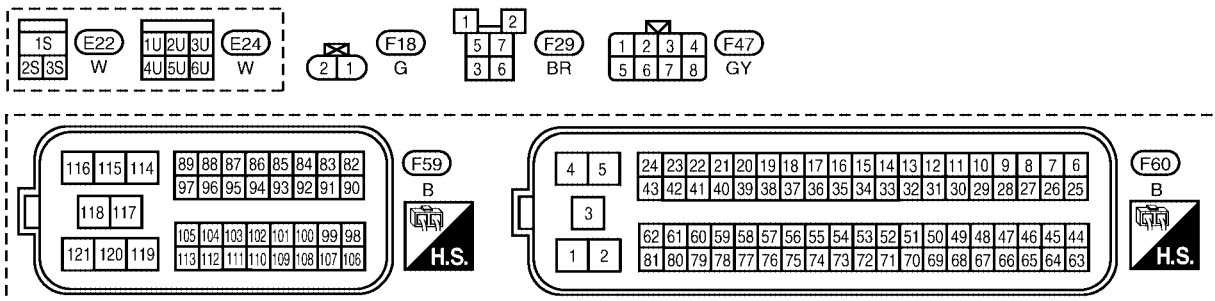 1S
2S 3S
E22
W
1U 2U 3U
4U 5U 6U
E24
W
2 1
F18
G
1 2
5 7
3 6
F29
BR
1 2 3 4
5 6 7 8
F47
GY
116 115 114
118 117
121 120 119
89 88 87 86 85 84 83 82
97 96 95 94 93 92 91 90
105 104 103 102 101 100 99 98
113 112 111 110 109 108 107 106
F59
B
H.S.
4 5
3
1 2
24 23 22 21 20 19 18 17 16 15 14 13 12 11 10 9 8 7 6
43 42 41 40 39 38 37 36 35 34 33 32 31 30 29 28 27 26 25
62 61 60 59 58 57 56 55 54 53 52 51 50 49 48 47 46 45 44
81 80 79 78 77 76 75 74 73 72 71 70 69 68 67 66 65 64 63
F60
B
H.S.